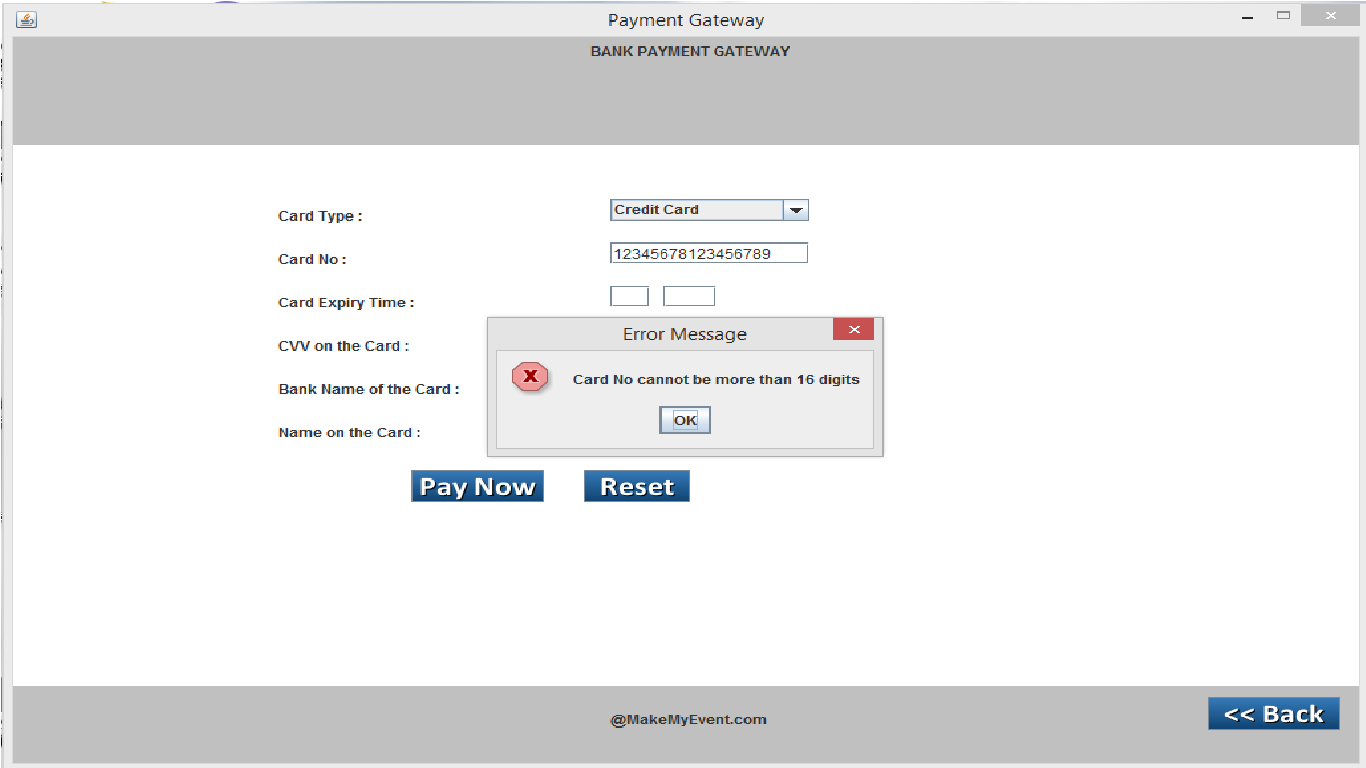 Payment Gateway
BANK PAYMENT GATEWAY
Card Type :
Credit Card
Card No :
12345678123456789
Card Expiry Time :
CVV on the Card :
Error Message
Card No cannot be more than 16 digits
OK
Bank Name of the Card :
Name on the Card :
Pay Now
Reset
@MakeMyEvent.com
<< Back